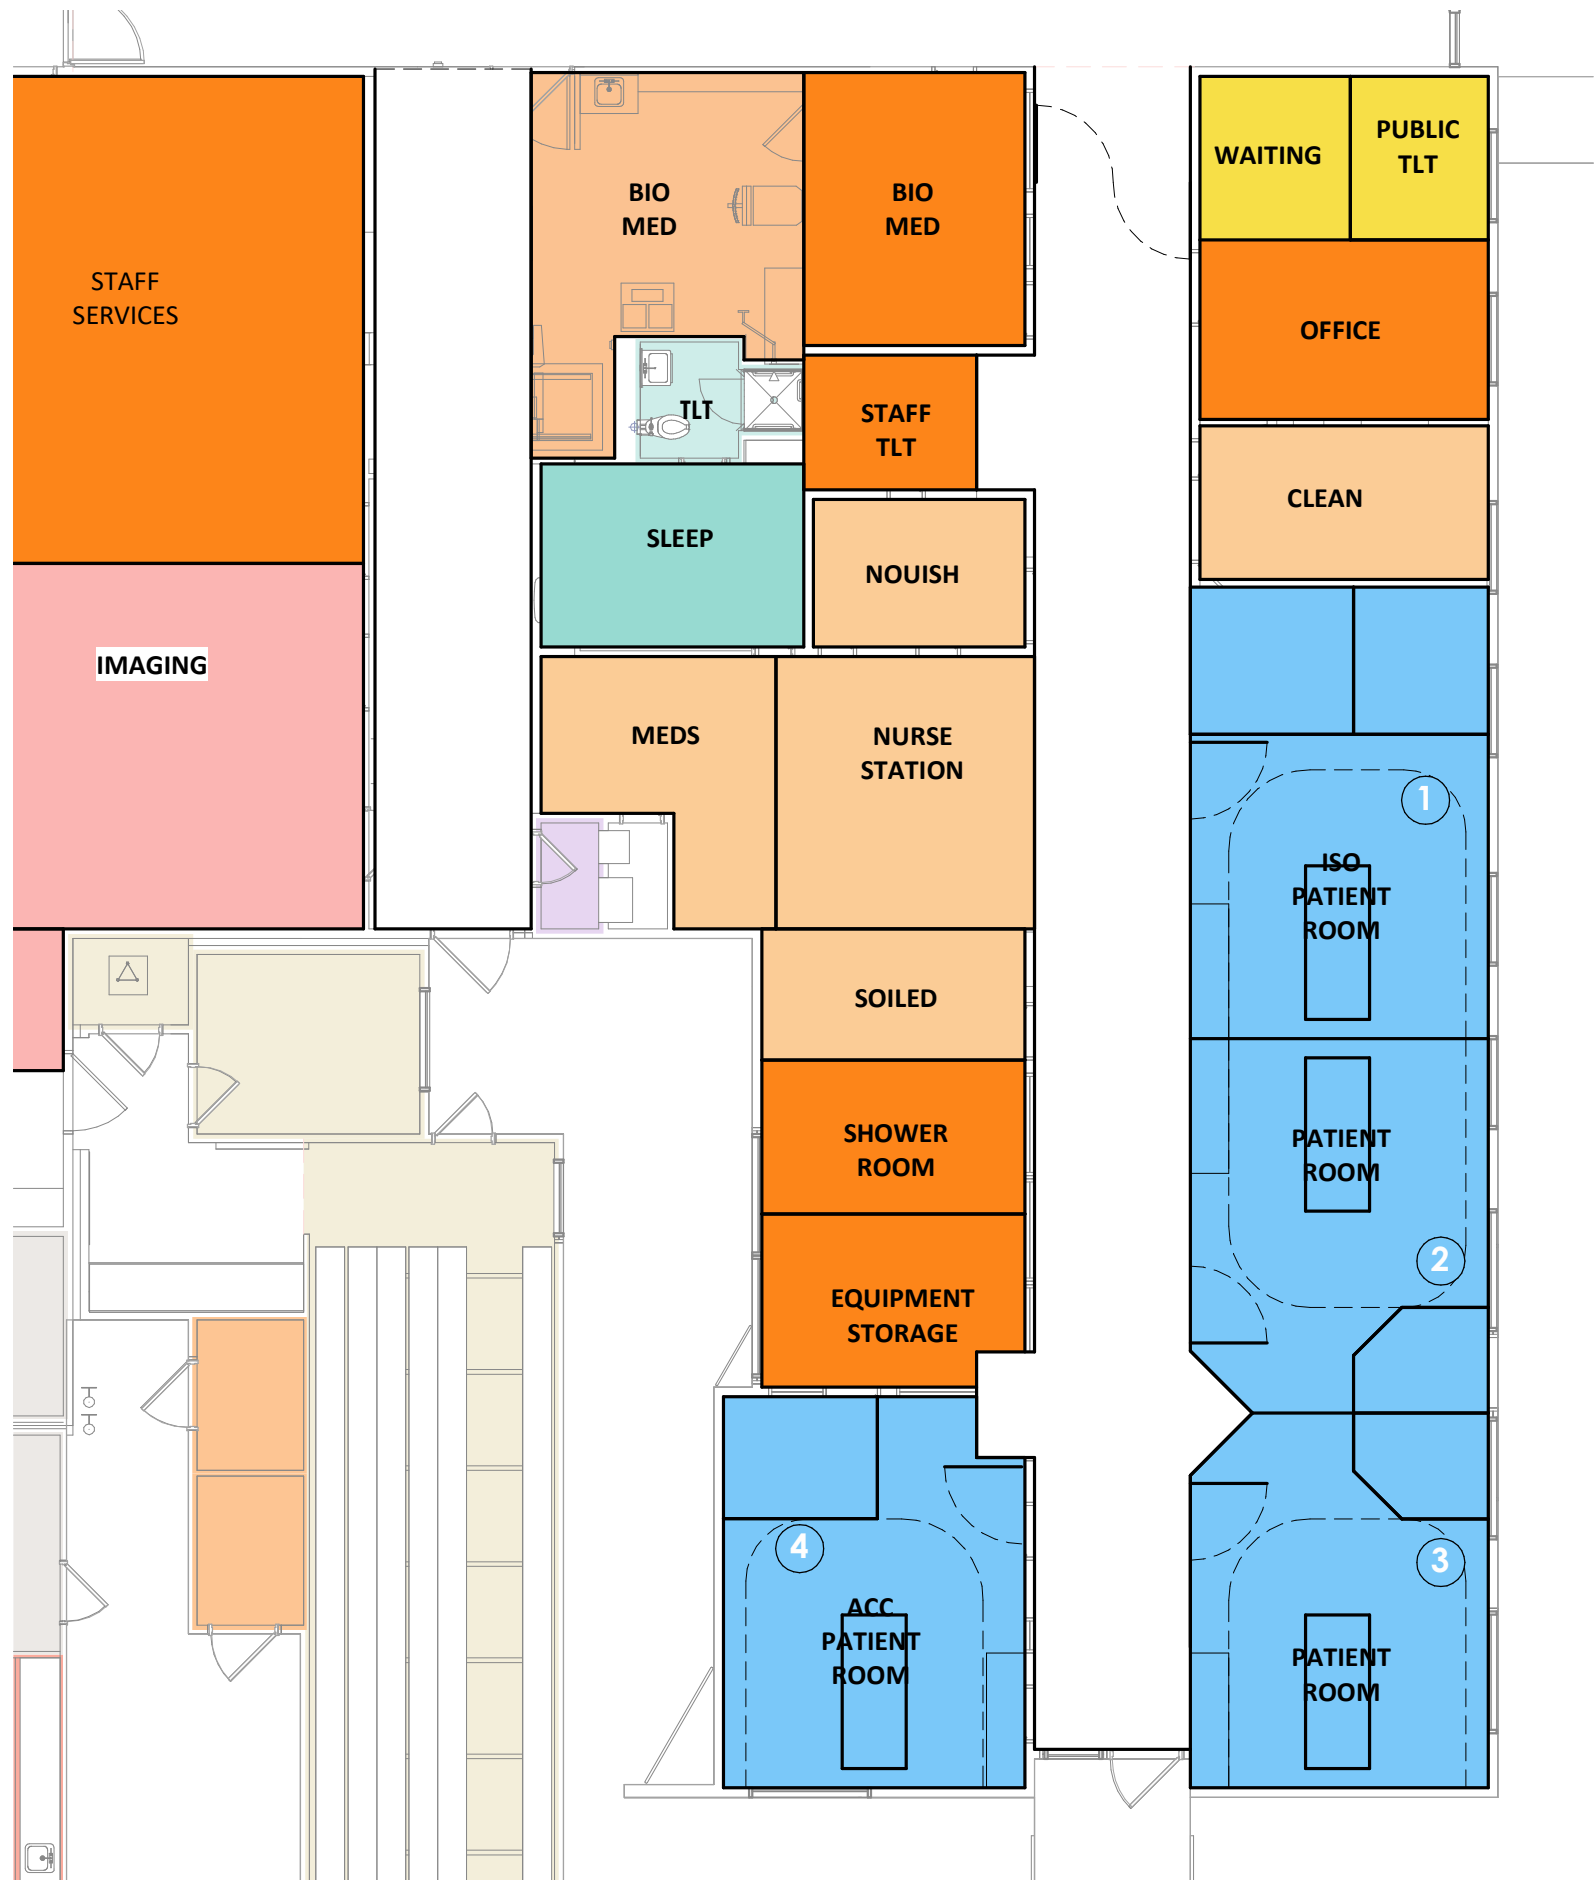 STAFF
SERVICES
IMAGING
BIO
MED
BIO
MED
TLT
STAFF
TLT
SLEEP
NOUISH
MEDS
NURSE
STATION
SOILED
SHOWER
ROOM
EQUIPMENT
STORAGE
4
ACC
PATIENT
ROOM
WAITING
PUBLIC
TLT
OFFICE
CLEAN
1
ISO
PATIENT
ROOM
PATIENT
ROOM
2
3
PATIENT
ROOM